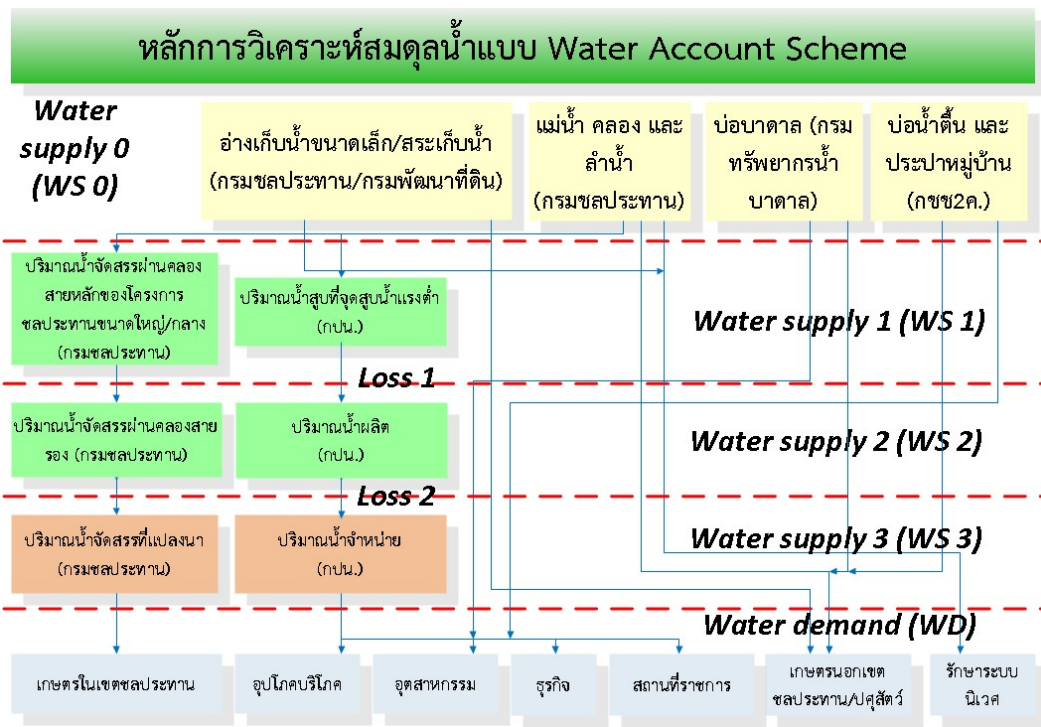 หลักการวิเคราะห์สมดุลน้ำแบบ Water Account Scheme
Water
supply 0
(WS 0)
อ่างเก็บน้ำขนาดเล็ก/สระเก็บน้ำ
(กรมชลประทาน/กรมพัฒนาที่ดิน)
แม่น้ำ คลอง และ
ลำน้ำ
(กรมชลประทาน)
บ่อบาดาล (กรม
ทรัพยากรน้ำ
บาดาล)
บ่อน้ำตื้น และ
ประปาหมู่บ้าน
(กชช2ค.)
ปริมาณน้ำจัดสรรผ่านคลอง
สายหลักของโครงการ
ชลประทานขนาดใหญ่/กลาง
(กรมชลประทาน)
ปริมาณน้ำสูบที่จุดสูบน้ำแรงต่ำ
(กปน.)
Water supply 1 (WS 1)
Loss 1
ปริมาณน้ำจัดสรรผ่านคลองสาย
รอง (กรมชลประทาน)
ปริมาณน้ำผลิต
(กปน.)
Water supply 2 (WS 2)
Loss 2
ปริมาณน้ำจัดสรรที่แปลงนา
(กรมชลประทาน)
ปริมาณน้ำจำหน่าย
(กปน.)
Water supply 3 (WS 3)
Water demand (WD)
เกษตรในเขตชลประทาน
อุปโภคบริโภค
อุตสาหกรรม
ธุรกิจ
สถานที่ราชการ
เกษตรนอกเขต
ชลประทาน/ปศุสัตว์
รักษาระบบ
นิเวศ